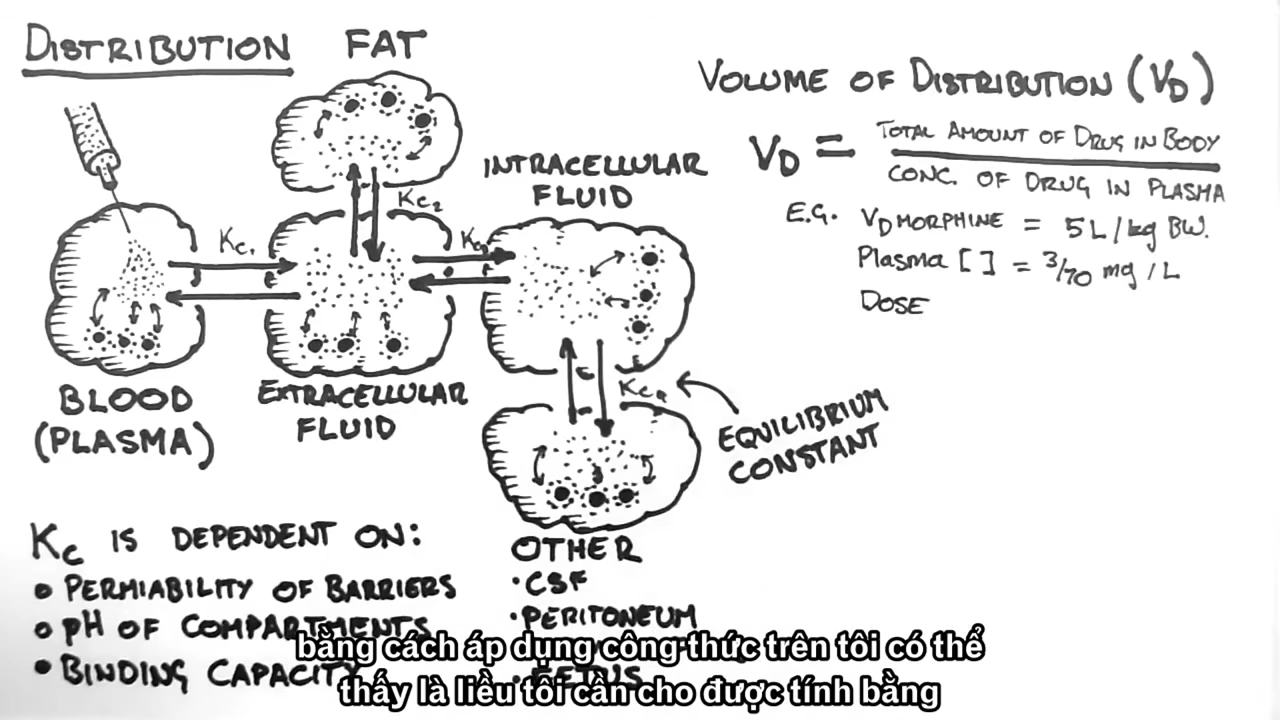 DISTRIBUTION
FAT
INTRACELLULAR
FLUID
Kc₁
Kc₂
Kc₄
BLOOD
(PLASMA)
EXTRACELLULAR
FLUID
EQUILIBRIUM
CONSTANT
OTHER
• CSF
• PERITONEUM
• FETUS
Kc IS DEPENDENT ON:
• PERMIABILITY OF BARRIERS
• pH OF COMPARTMENTS
• BINDING CAPACITY
VOLUME OF DISTRIBUTION (VD)
VD = TOTAL AMOUNT OF DRUG IN BODY
CONC. OF DRUG IN PLASMA
E.G. VD MORPHINE = 5L/kg BW.
Plasma [ ] = 3/70 mg/L
DOSE
bằng cách áp dụng công thức trên tôi có thể
thấy là liều tôi cần cho được tính bằng